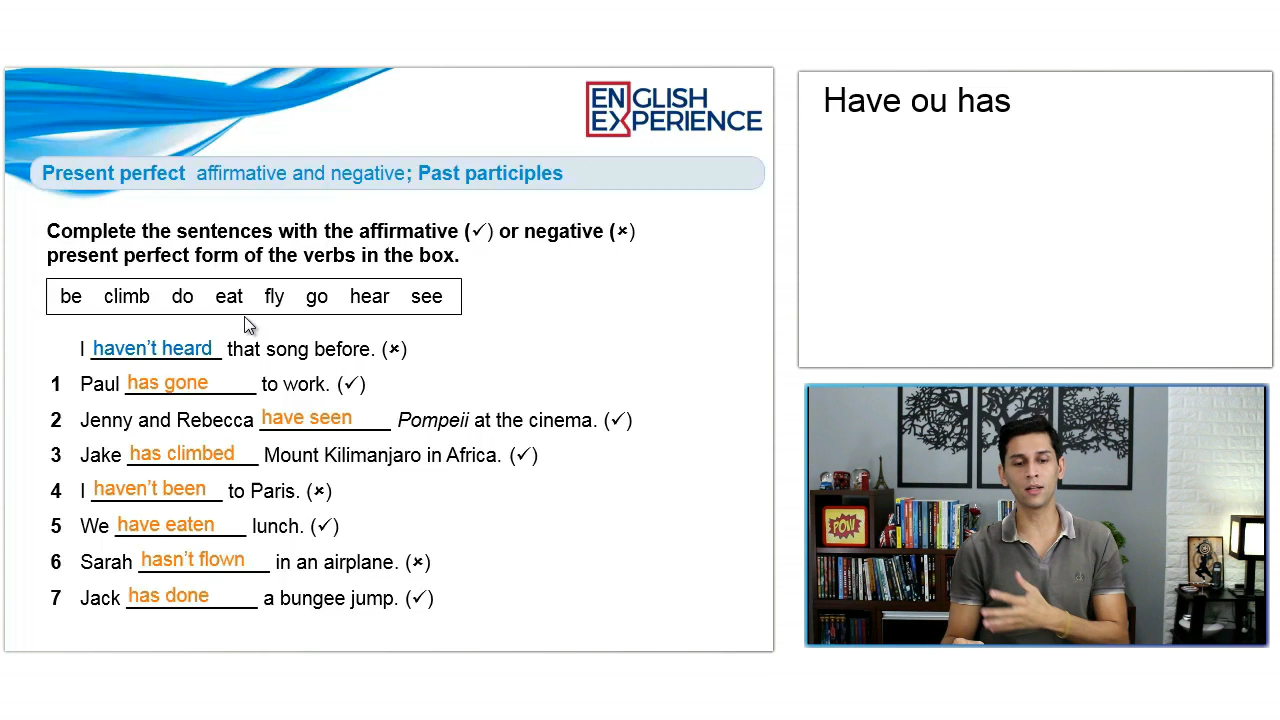 ENGLISH
EXPERIENCE
Present perfect affirmative and negative; Past participles
Complete the sentences with the affirmative (✓) or negative (✗)
present perfect form of the verbs in the box.
be climb do eat fly go hear see
I haven't heard that song before. (✗)
1 Paul has gone to work. (✓)
2 Jenny and Rebecca have seen Pompeii at the cinema. (✓)
3 Jake has climbed Mount Kilimanjaro in Africa. (✓)
4 I haven't been to Paris. (✗)
5 We have eaten lunch. (✓)
6 Sarah hasn't flown in an airplane. (✗)
7 Jack has done a bungee jump. (✓)
Have ou has
POW